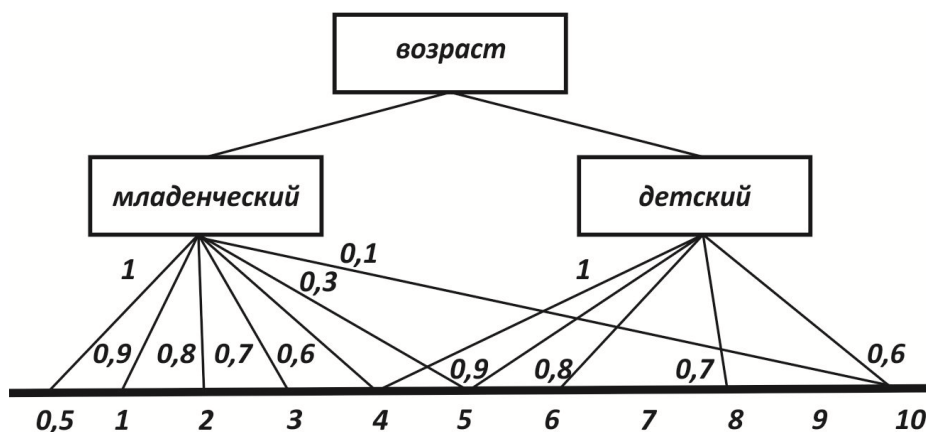 возраст
младенческий детский
1 0,3 0,1 1
0,9 0,8 0,7 0,6 0,9 0,8 0,7 0,6
0,5 1 2 3 4 5 6 7 8 9 10